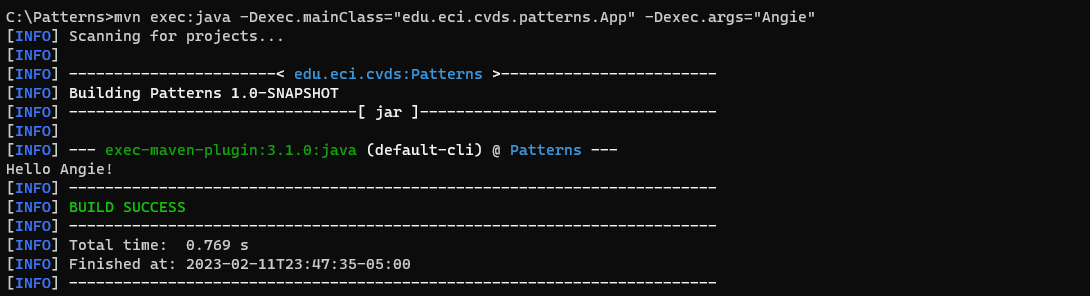 C:\Patterns>mvn exec:java -Dexec.mainClass="edu.eci.cvds.patterns.App" -Dexec.args="Angie"
[INFO] Scanning for projects...
[INFO]
[INFO] -----------------------< edu.eci.cvds:Patterns >------------------------
[INFO] Building Patterns 1.0-SNAPSHOT
[INFO] --------------------------------[ jar ]---------------------------------
[INFO]
[INFO] --- exec-maven-plugin:3.1.0:java (default-cli) @ Patterns ---
Hello Angie!
[INFO] ------------------------------------------------------------------------
[INFO] BUILD SUCCESS
[INFO] ------------------------------------------------------------------------
[INFO] Total time:  0.769 s
[INFO] Finished at: 2023-02-11T23:47:35-05:00
[INFO] ------------------------------------------------------------------------